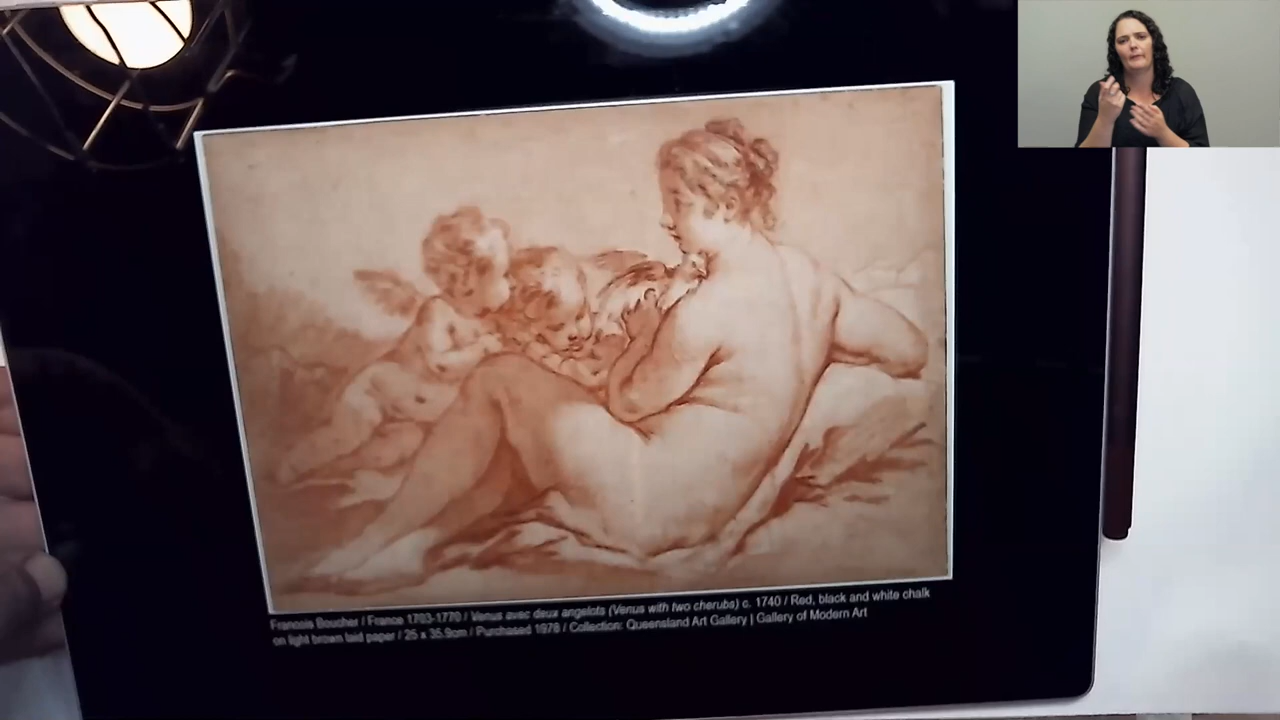 Francois Boucher / France 1703-1770 / Venus avec deux angelots (Venus with two cherubs) c. 1740 / Red, black and white chalk
on light brown laid paper / 25 x 35.9cm / Purchased 1978 / Collection: Queensland Art Gallery | Gallery of Modern Art